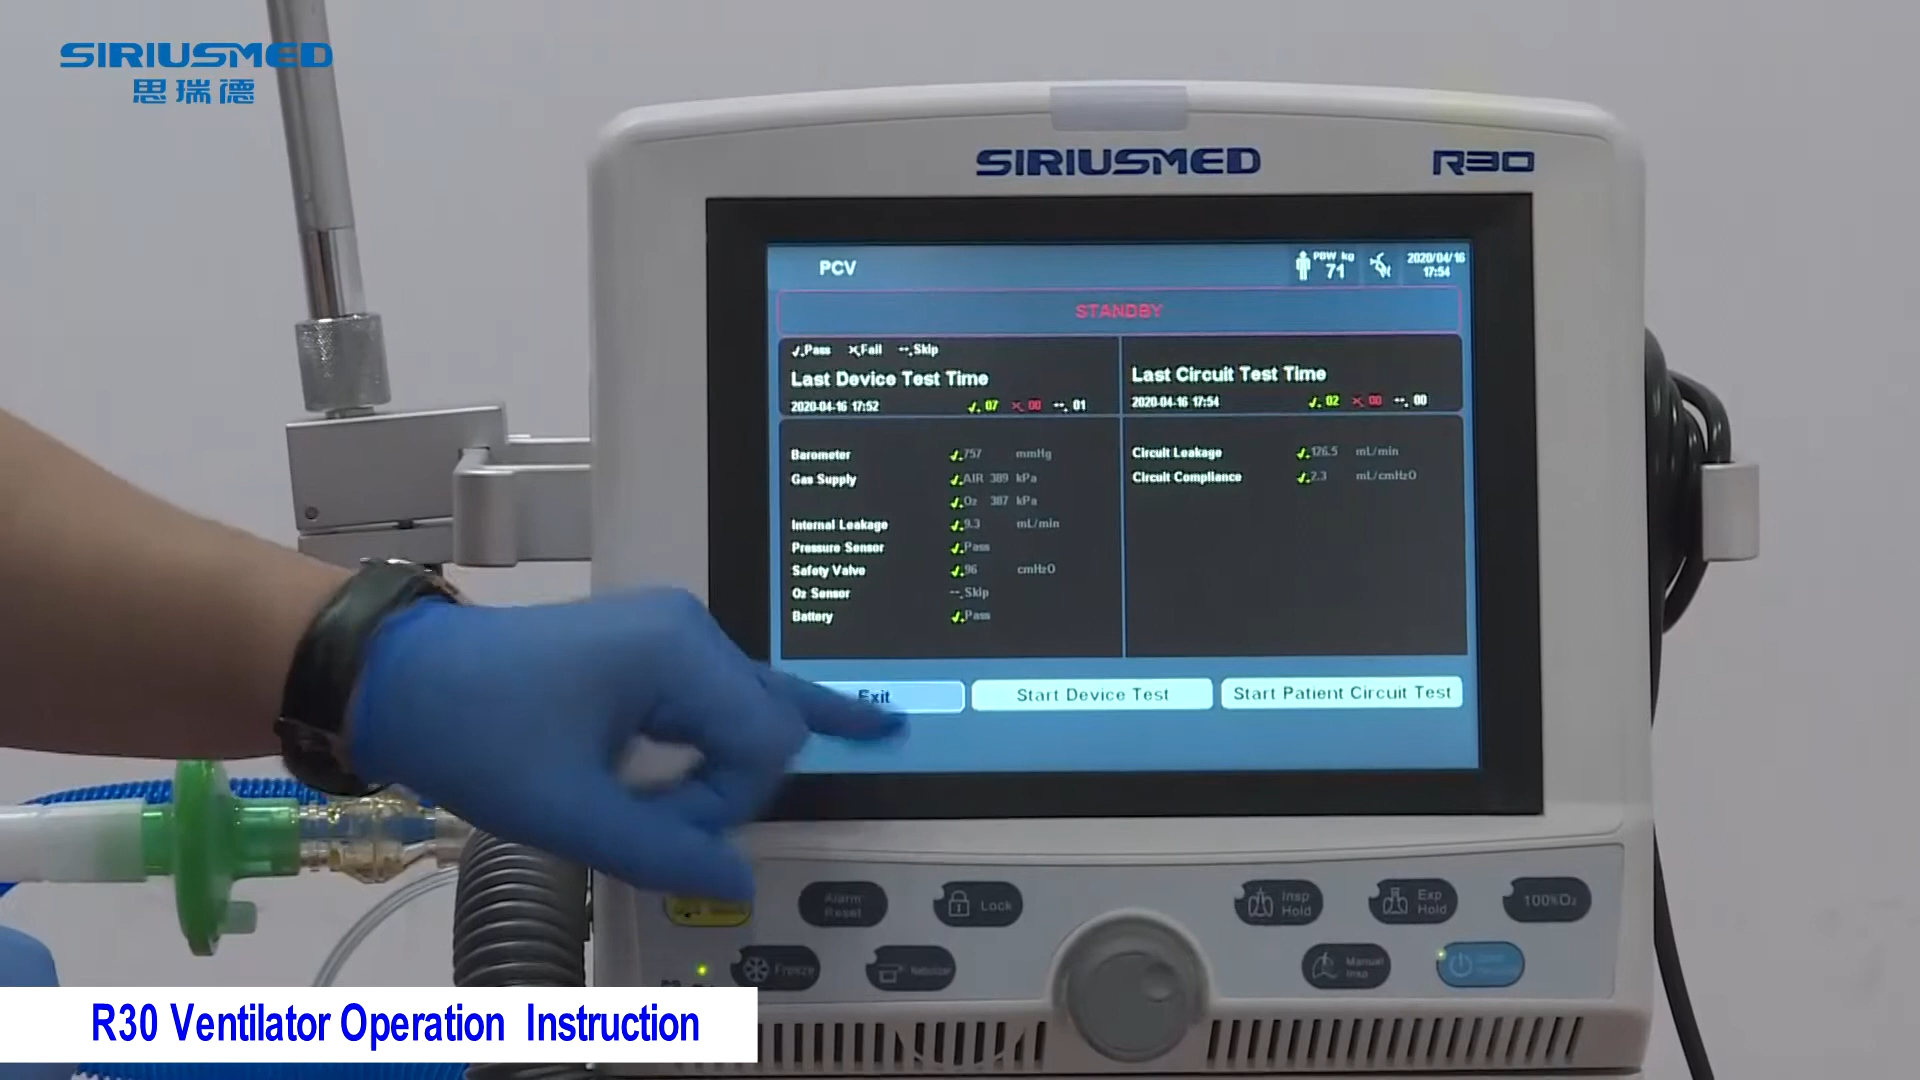 SIRIUSMED
思瑞德
SIRIUSMED R30
PCV
PBW kg
71
2020/04/16
17:54
STANDBY
Pass Fail --Skip
Last Device Test Time
2020-04-16 17:52 07 00 --. 01
Last Circuit Test Time
2020-04-16 17:54 02 00 --. 00
Barometer 757 mmHg
Gas Supply AIR 389 kPa
O2 387 kPa
Internal Leakage 9.3 mL/min
Pressure Sensor Pass
Safety Valve 96 cmH2O
O2 Sensor --.Skip
Battery Pass
Circuit Leakage 126.5 mL/min
Circuit Compliance 2.3 mL/cmH2O
Exit
Start Device Test
Start Patient Circuit Test
Alarm
Reset
Lock
Insp
Hold
Exp
Hold
100%O2
Freeze
Nebulizer
Manual
Insp
R30 Ventilator Operation Instruction